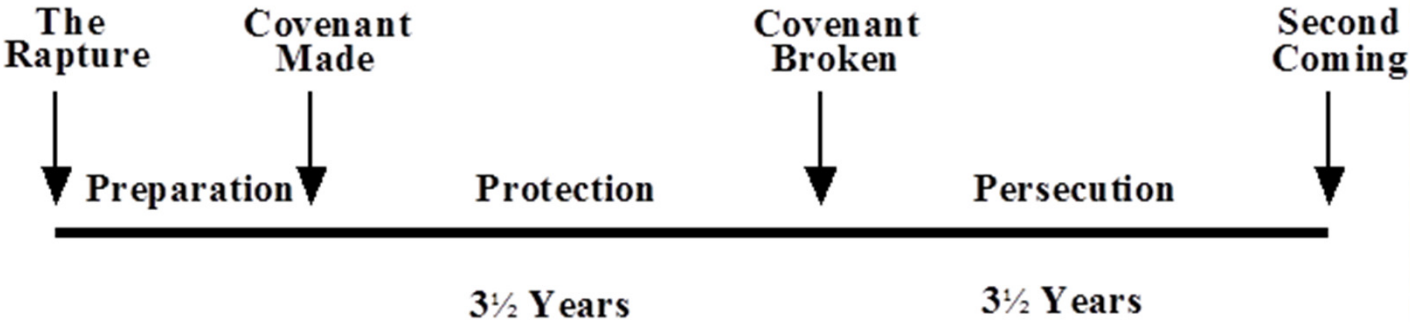 The
Rapture
Covenant
Made
Covenant
Broken
Second
Coming
Preparation
Protection
Persecution
3½ Years
3½ Years